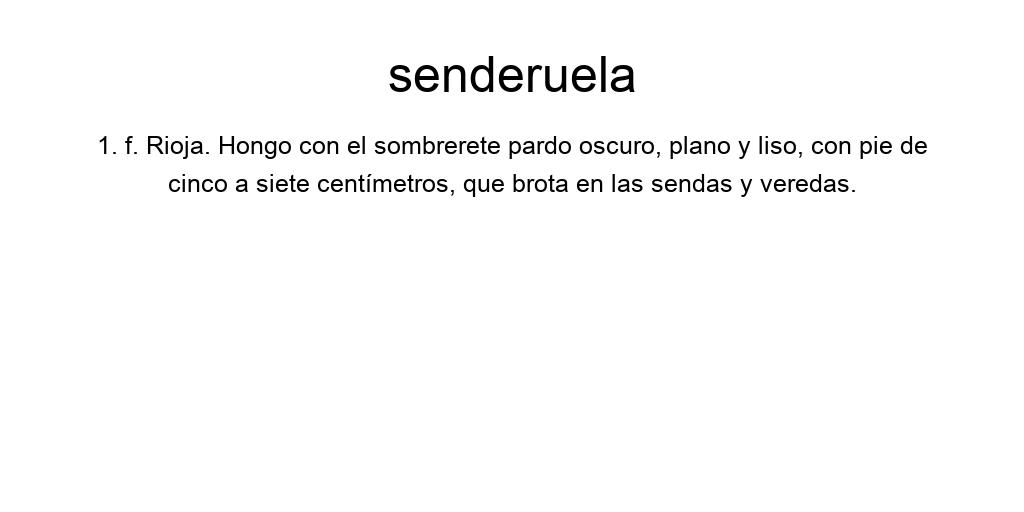 senderuela
1. f. Rioja. Hongo con el sombrerete pardo oscuro, plano y liso, con pie de
cinco a siete centímetros, que brota en las sendas y veredas.